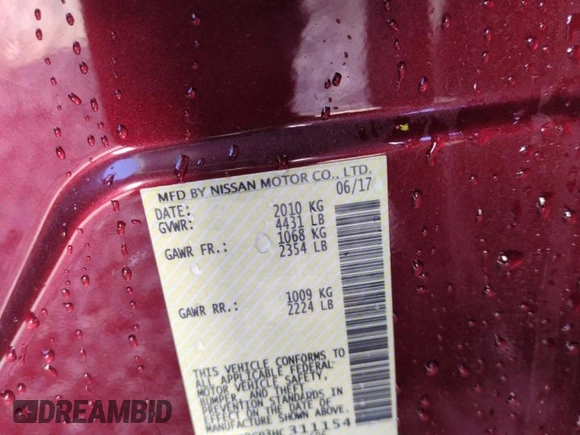 MFD BY NISSAN MOTOR CO., LTD.
DATE: 06/17
GVWR: 2010 KG
4431 LB
GAWR FR.: 1068 KG
2354 LB
GAWR RR.: 1009 KG
2224 LB
THIS VEHICLE CONFORMS TO
ALL APPLICABLE FEDERAL
MOTOR VEHICLE SAFETY,
BUMPER, AND THEFT
PREVENTION STANDARDS IN
EFFECT ON THE DATE OF
MANUFACTURE SHOWN ABOVE.
311154
DREAMBID